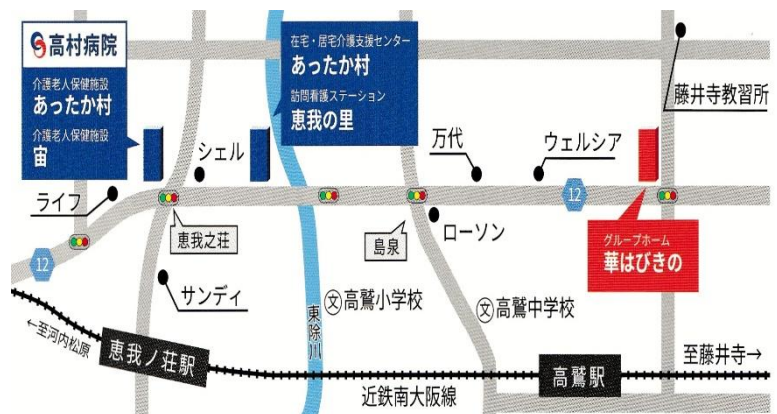 高村病院
介護老人保健施設
あったか村
介護老人保健施設
宙
在宅・居宅介護支援センター
あったか村
訪問看護ステーション
恵我の里
藤井寺教習所
シェル
万代
ウェルシア
ライフ
12
恵我之荘
島泉
ローソン
グループホーム
華はびきの
12
サンディ
東除川
文高鷲小学校
文高鷲中学校
←至河内松原
恵我ノ荘駅
近鉄南大阪線
高鷲駅
至藤井寺→